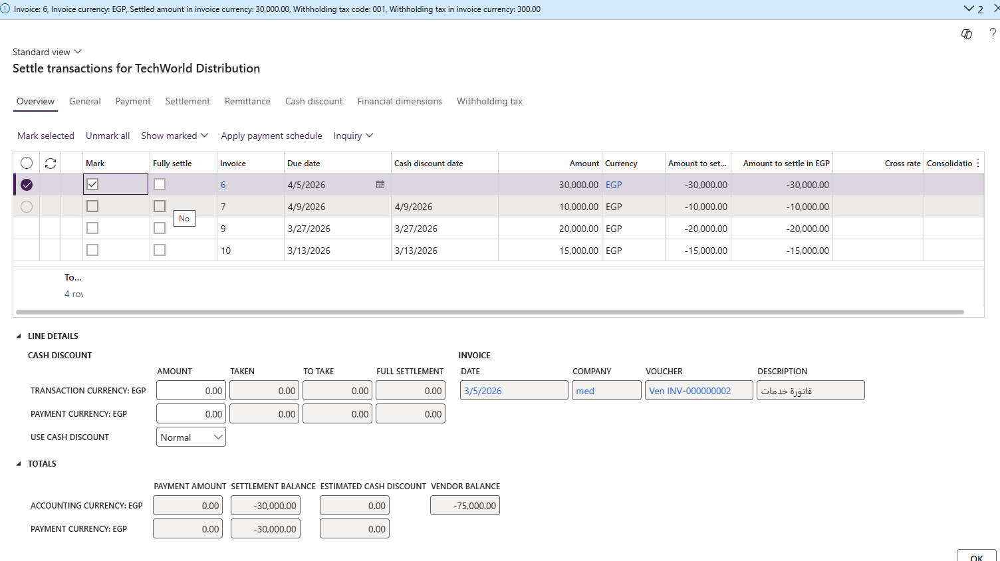 Invoice: 6, Invoice currency: EGP, Settled amount in invoice currency: 30,000.00, Withholding tax code: 001, Withholding tax in invoice currency: 300.00 2
?
Standard view
Settle transactions for TechWorld Distribution
Overview General Payment Settlement Remittance Cash discount Financial dimensions Withholding tax
Mark selected Unmark all Show marked Apply payment schedule Inquiry
Mark Fully settle Invoice Due date Cash discount date Amount Currency Amount to set... Amount to settle in EGP Cross rate Consolidatio
6 4/5/2026 30,000.00 EGP -30,000.00 -30,000.00
7 4/9/2026 4/9/2026 10,000.00 EGP -10,000.00 -10,000.00
No
9 3/27/2026 3/27/2026 20,000.00 EGP -20,000.00 -20,000.00
10 3/13/2026 3/13/2026 15,000.00 EGP -15,000.00 -15,000.00
To...
4 rov
LINE DETAILS
CASH DISCOUNT INVOICE
AMOUNT TAKEN TO TAKE FULL SETTLEMENT DATE COMPANY VOUCHER DESCRIPTION
TRANSACTION CURRENCY: EGP 0.00 0.00 0.00 0.00 3/5/2026 med Ven INV-000000002 فاتورة خدمات
PAYMENT CURRENCY: EGP 0.00 0.00 0.00 0.00
USE CASH DISCOUNT Normal
TOTALS
PAYMENT AMOUNT SETTLEMENT BALANCE ESTIMATED CASH DISCOUNT VENDOR BALANCE
ACCOUNTING CURRENCY: EGP 0.00 -30,000.00 0.00 -75,000.00
PAYMENT CURRENCY: EGP 0.00 -30,000.00 0.00
OK